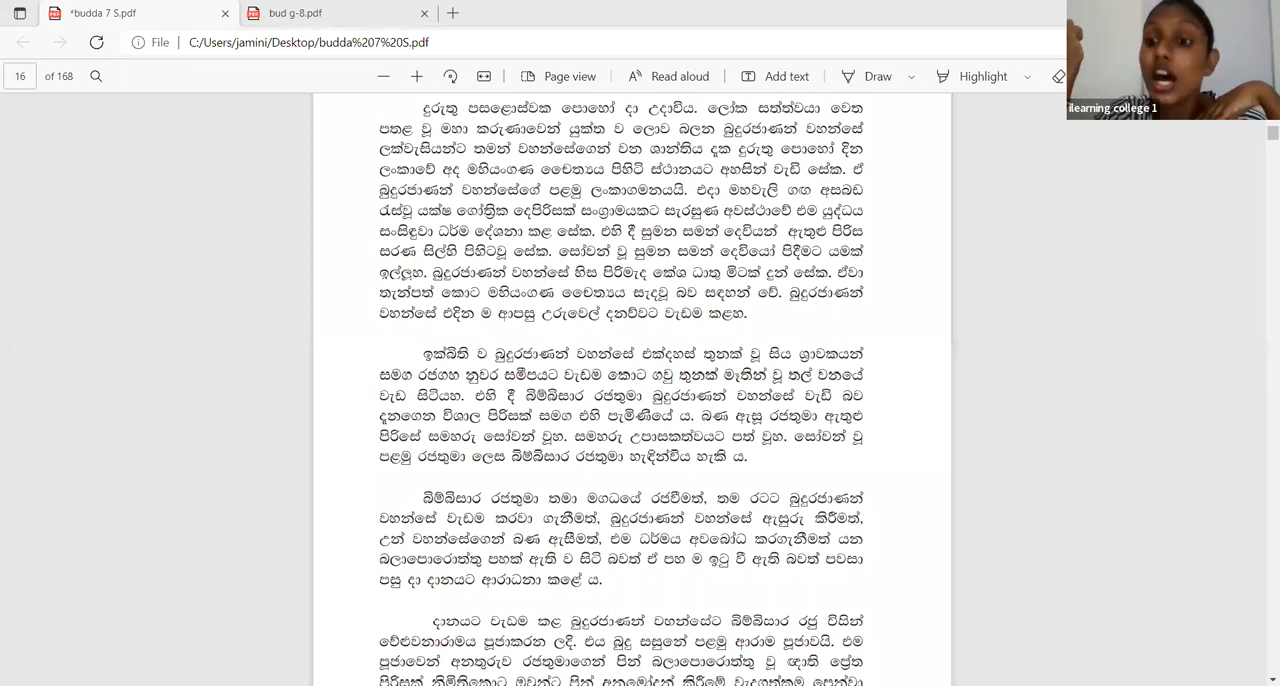 *budda 7 S.pdf
bud g-8.pdf
File
C:/Users/jamini/Desktop/budda%207%20S.pdf
16 of 168
Page view
Read aloud
Add text
Draw
Highlight
ilearning college 1
දුරුතු පසළොස්වක පොහෝ දා උදාවිය. ලෝක සත්ත්වයා වෙත
පතළ වූ මහා කරුණාවෙන් යුක්ත ව ලොව බලන බුදුරජාණන් වහන්සේ
ලක්වැසියන්ට තමන් වහන්සේගෙන් වන ශාන්තිය දැක දුරුතු පොහෝ දින
ලංකාවේ අද මහියංගණ චෛත්‍යය පිහිටි ස්ථානයට අහසින් වැඩි සේක. ඒ
බුදුරජාණන් වහන්සේගේ පළමු ලංකාගමනයයි. එදා මහවැලි ගඟ අසබඩ
රැස්වූ යක්ෂ ගෝත්‍රික දෙපිරිසක් සංග්‍රාමයකට සැරසුණ අවස්ථාවේ එම යුද්ධය
සංසිඳුවා ධර්ම දේශනා කළ සේක. එහි දී සුමන සමන් දෙවියන් ඇතුළු පිරිස
සරණ සිල්හි පිහිටවූ සේක. සෝවන් වූ සුමන සමන් දෙවියෝ පිදීමට යමක්
ඉල්ලූහ. බුදුරජාණන් වහන්සේ හිස පිරිමැද කේශ ධාතු මිටක් දුන් සේක. ඒවා
තැන්පත් කොට මහියංගණ චෛත්‍යය සැදවූ බව සඳහන් වේ. බුදුරජාණන්
වහන්සේ එදින ම ආපසු උරුවෙල් දනව්වට වැඩම කළහ.
ඉක්බිති ව බුදුරජාණන් වහන්සේ එක්දහස් තුනක් වූ සිය ශ්‍රාවකයන්
සමග රජගහ නුවර සමීපයට වැඩම කොට ගවු තුනක් මෑතින් වූ තල් වනයේ
වැඩ සිටියහ. එහි දී බිම්බිසාර රජතුමා බුදුරජාණන් වහන්සේ වැඩි බව
දැනගෙන විශාල පිරිසක් සමග එහි පැමිණියේ ය. බණ ඇසූ රජතුමා ඇතුළු
පිරිසේ සමහරු සෝවන් වූහ. සමහරු උපාසකත්වයට පත් වූහ. සෝවන් වූ
පළමු රජතුමා ලෙස බිම්බිසාර රජතුමා හැඳින්විය හැකි ය.
බිම්බිසාර රජතුමා තමා මගධයේ රජවීමත්, තම රටට බුදුරජාණන්
වහන්සේ වැඩම කරවා ගැනීමත්, බුදුරජාණන් වහන්සේ ඇසුරු කිරීමත්,
උන් වහන්සේගෙන් බණ ඇසීමත්, එම ධර්මය අවබෝධ කරගැනීමත් යන
බලාපොරොත්තු පහක් ඇති ව සිටි බවත් ඒ පහ ම ඉටු වී ඇති බවත් පවසා
පසු දා දානයට ආරාධනා කළේ ය.
දානයට වැඩම කළ බුදුරජාණන් වහන්සේට බිම්බිසාර රජු විසින්
වේළුවනාරාමය පූජාකරන ලදි. එය බුදු සසුනේ පළමු ආරාම පූජාවයි. එම
පූජාවෙන් අනතුරුව රජතුමාගෙන් පින් බලාපොරොත්තු වූ ඥාති ප්‍රේත
පිරිසක් නිමිතිකොට ඔවුන්ට පින් අනුමෝදන් කිරීමේ වැදගත්කම පෙන්වා